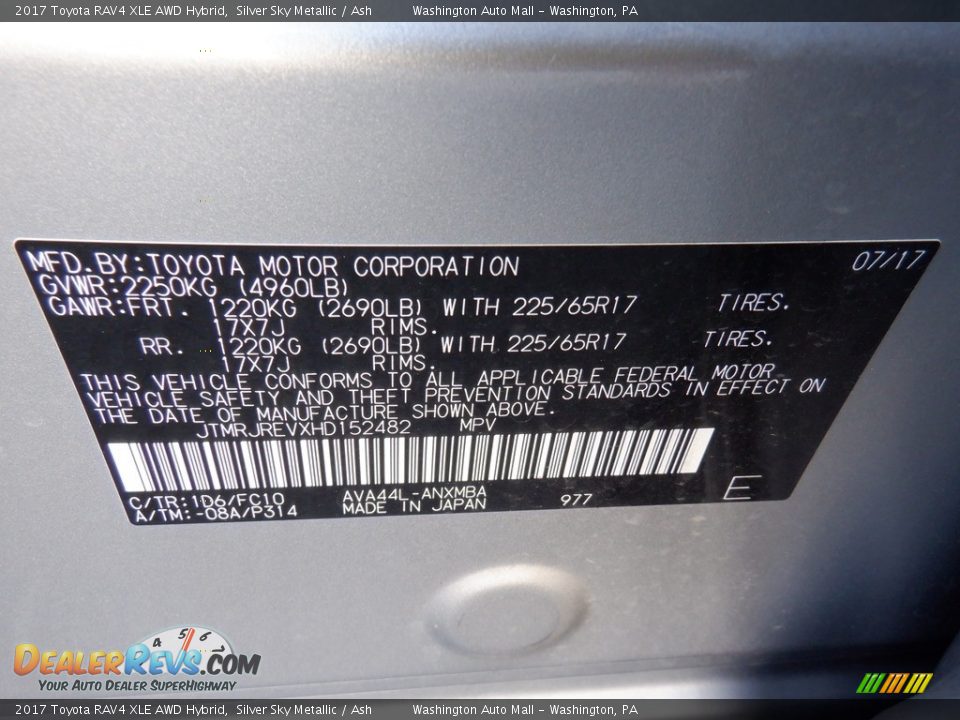 2017 Toyota RAV4 XLE AWD Hybrid, Silver Sky Metallic / Ash Washington Auto Mall - Washington, PA
MFD.BY:TOYOTA MOTOR CORPORATION 07/17
GVWR:2250KG (4960LB)
GAWR:FRT. 1220KG (2690LB) WITH 225/65R17 TIRES.
17X7J RIMS.
RR. 1220KG (2690LB) WITH 225/65R17 TIRES.
17X7J RIMS.
THIS VEHICLE CONFORMS TO ALL APPLICABLE FEDERAL MOTOR
VEHICLE SAFETY AND THEFT PREVENTION STANDARDS IN EFFECT ON
THE DATE OF MANUFACTURE SHOWN ABOVE.
JTMRJREVXHD152482 MPV
C/TR:1D6/FC10 AVA44L-ANXMBA 977 E
A/TM:-08A/P314 MADE IN JAPAN
4 5 6
DEALERREVS.COM
YOUR AUTO DEALER SUPERHIGHWAY
2017 Toyota RAV4 XLE AWD Hybrid, Silver Sky Metallic / Ash Washington Auto Mall - Washington, PA